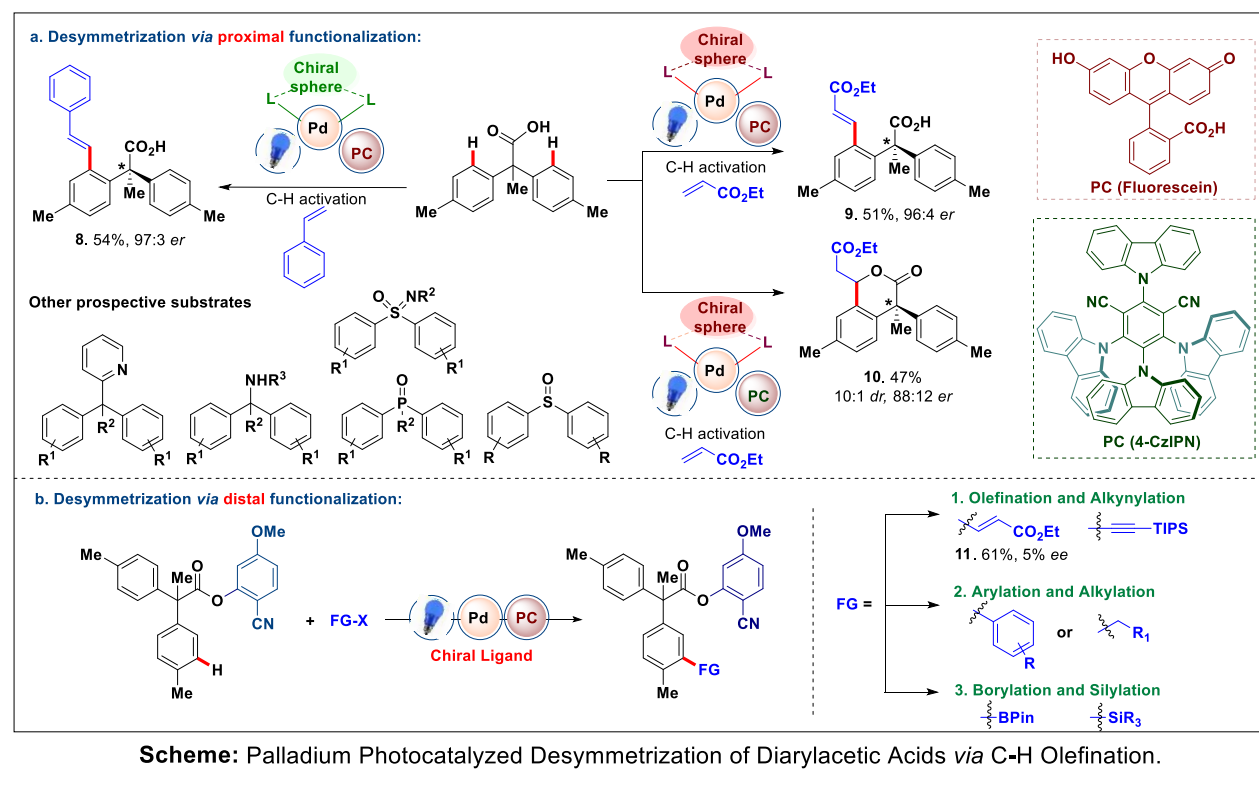 a. Desymmetrization via proximal functionalization:
CO2H
*
Me
Me
Me
8. 54%, 97:3 er
Chiral
sphere
L
L
Pd
PC
C-H activation
O
OH
H
H
Me
Me
Me
Chiral
sphere
L
L
Pd
PC
C-H activation
CO2Et
CO2Et
CO2H
*
Me
Me
Me
9. 51%, 96:4 er
HO
O
O
CO2H
PC (Fluorescein)
Other prospective substrates
N
R2
R1
R1
NHR3
R2
R1
R1
O
NR2
S
R1
R1
O
P
R2
R1
R1
O
S
R
R
Chiral
sphere
L
L
Pd
PC
C-H activation
CO2Et
CO2Et
O
O
*
Me
Me
Me
10. 47%
10:1 dr, 88:12 er
N
NC
CN
N
N
N
PC (4-CzIPN)
b. Desymmetrization via distal functionalization:
Me
Me
O
O
OMe
CN
H
Me
+ FG-X
Pd
PC
Chiral Ligand
Me
Me
O
O
OMe
CN
FG
Me
FG =
1. Olefination and Alkynylation
CO2Et
TIPS
11. 61%, 5% ee
2. Arylation and Alkylation
R
or
R1
3. Borylation and Silylation
BPin
SiR3
Scheme: Palladium Photocatalyzed Desymmetrization of Diarylacetic Acids via C-H Olefination.